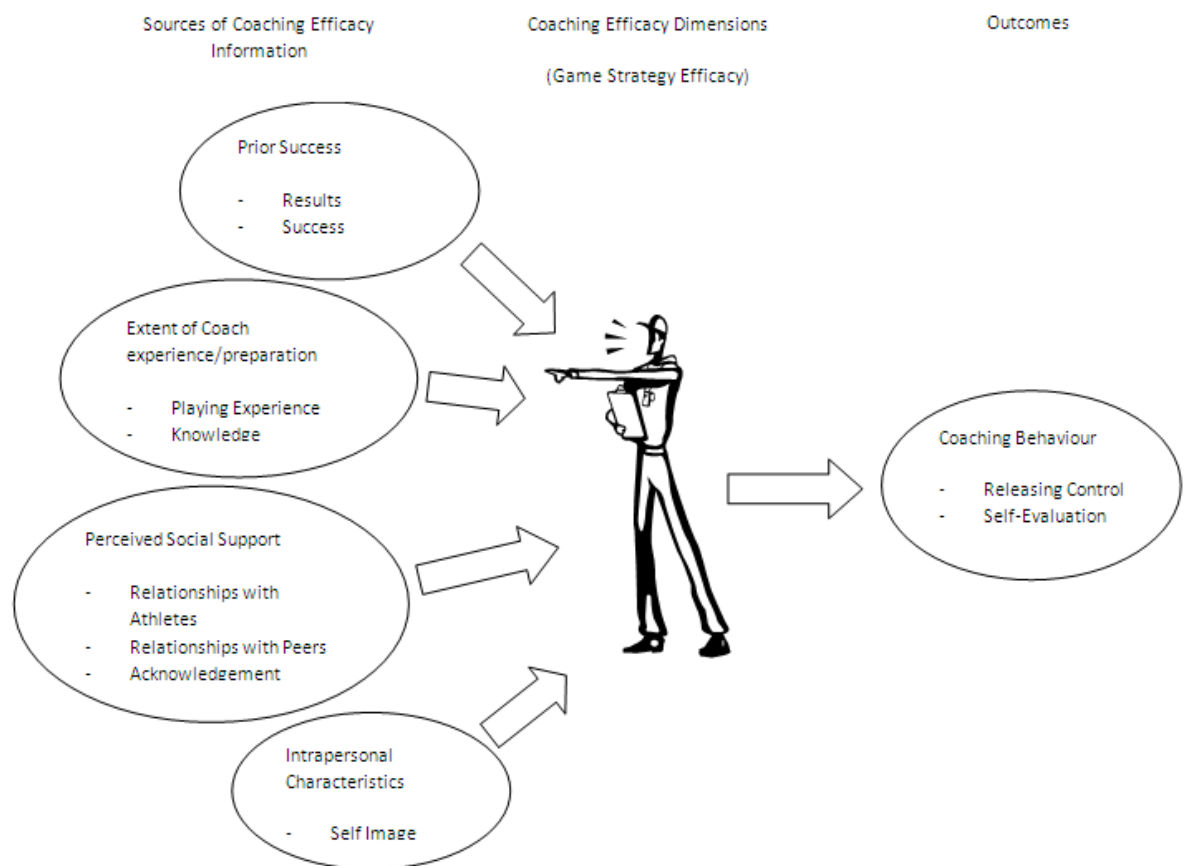 Sources of Coaching Efficacy
Information
Coaching Efficacy Dimensions
(Game Strategy Efficacy)
Outcomes
Prior Success
- Results
- Success
Extent of Coach
experience/preparation
- Playing Experience
- Knowledge
Perceived Social Support
- Relationships with
Athletes
- Relationships with Peers
- Acknowledgement
Intrapersonal
Characteristics
- Self Image
Coaching Behaviour
- Releasing Control
- Self-Evaluation